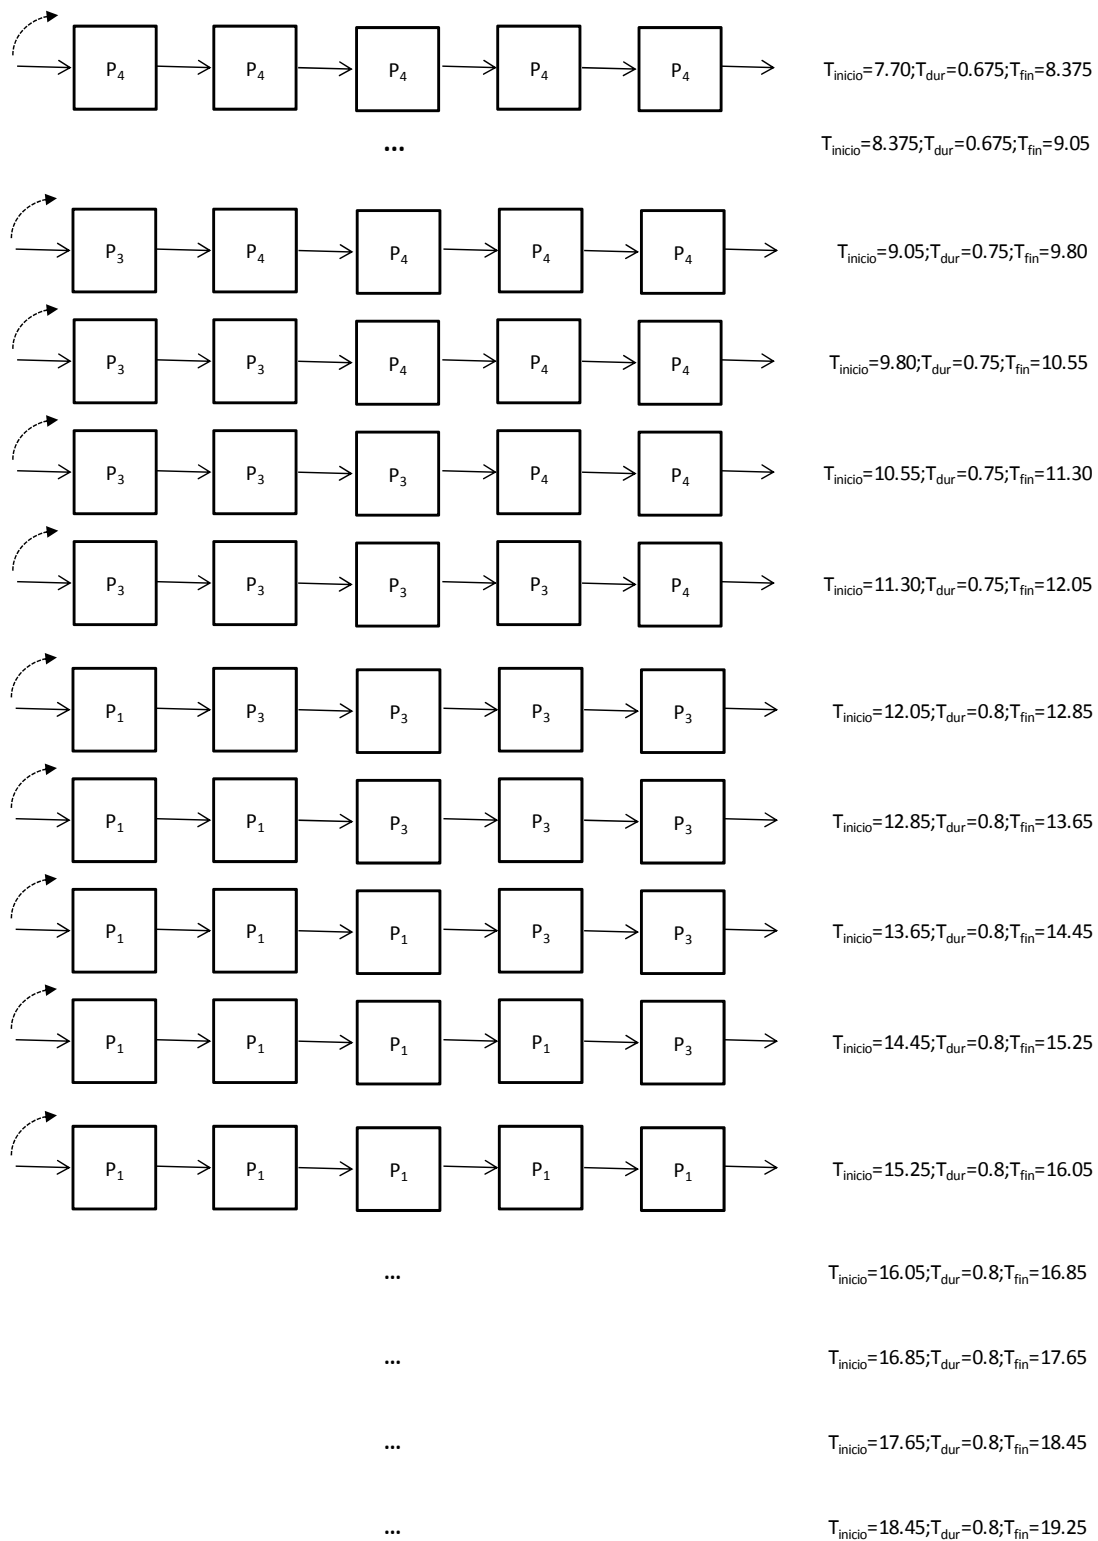 P4 P4 P4 P4 P4 Tinicio=7.70;Tdur=0.675;Tfin=8.375
... Tinicio=8.375;Tdur=0.675;Tfin=9.05
P3 P4 P4 P4 P4 Tinicio=9.05;Tdur=0.75;Tfin=9.80
P3 P3 P4 P4 P4 Tinicio=9.80;Tdur=0.75;Tfin=10.55
P3 P3 P3 P4 P4 Tinicio=10.55;Tdur=0.75;Tfin=11.30
P3 P3 P3 P3 P4 Tinicio=11.30;Tdur=0.75;Tfin=12.05
P1 P3 P3 P3 P3 Tinicio=12.05;Tdur=0.8;Tfin=12.85
P1 P1 P3 P3 P3 Tinicio=12.85;Tdur=0.8;Tfin=13.65
P1 P1 P1 P3 P3 Tinicio=13.65;Tdur=0.8;Tfin=14.45
P1 P1 P1 P1 P3 Tinicio=14.45;Tdur=0.8;Tfin=15.25
P1 P1 P1 P1 P1 Tinicio=15.25;Tdur=0.8;Tfin=16.05
... Tinicio=16.05;Tdur=0.8;Tfin=16.85
... Tinicio=16.85;Tdur=0.8;Tfin=17.65
... Tinicio=17.65;Tdur=0.8;Tfin=18.45
... Tinicio=18.45;Tdur=0.8;Tfin=19.25